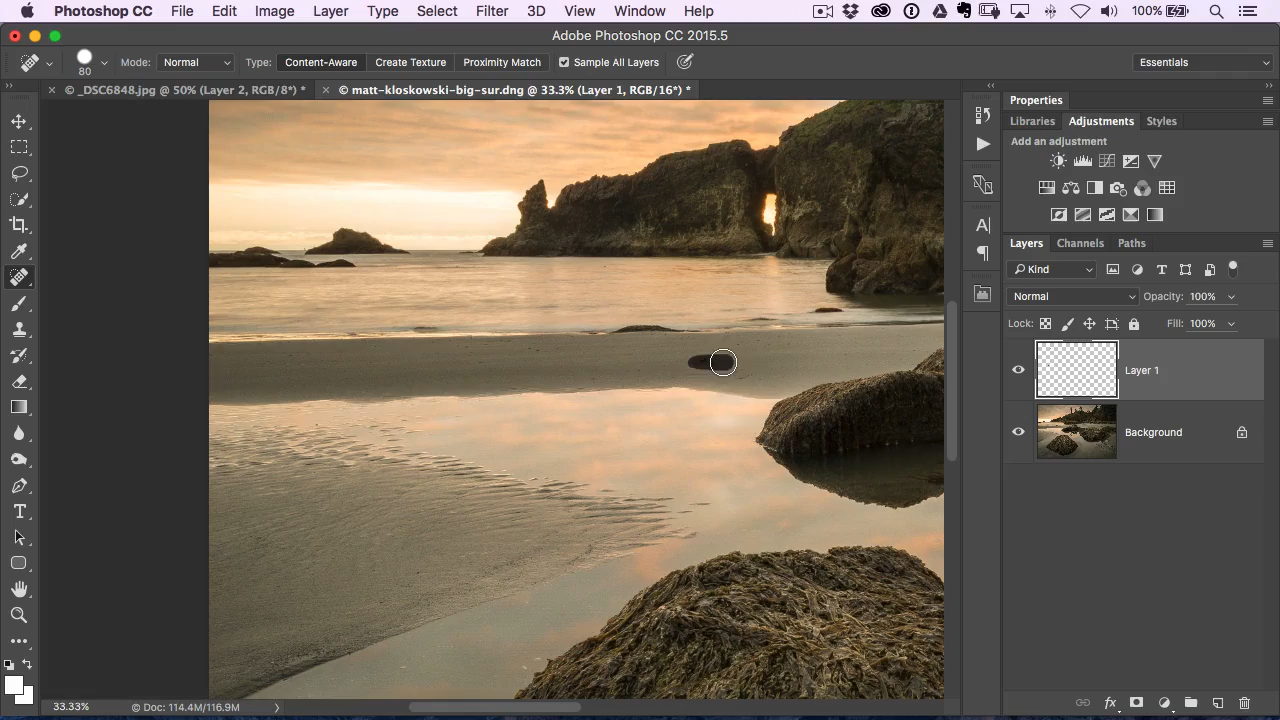 Photoshop CC File Edit Image Layer Type Select Filter 3D View Window Help 100%
Adobe Photoshop CC 2015.5
80 Mode: Normal Type: Content-Aware Create Texture Proximity Match Sample All Layers Essentials
© _DSC6848.jpg @ 50% (Layer 2, RGB/8*) * © matt-kloskowski-big-sur.dng @ 33.3% (Layer 1, RGB/16*) *
Properties
Libraries Adjustments Styles
Add an adjustment
Layers Channels Paths
Kind
Normal Opacity: 100%
Lock: Fill: 100%
Layer 1
Background
33.33% © Doc: 114.4M/116.9M